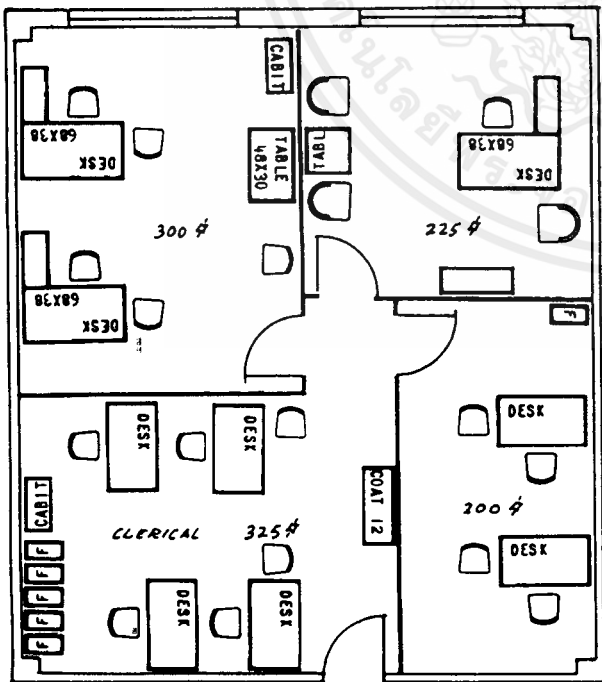 CABIT
68X38
DESK
TABLE
48X30
TABL
68X38
DESK
300 #
225 #
68X38
DESK
F
DESK
DESK
DESK
COAT 12
200 #
CABIT
CLERICAL
325 #
F
F
F
F
F
DESK
DESK
DESK